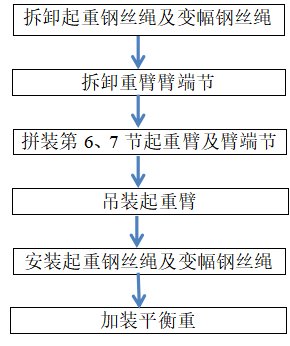 拆卸起重钢丝绳及变幅钢丝绳
拆卸重臂臂端节
拼装第 6、7 节起重臂及臂端节
吊装起重臂
安装起重钢丝绳及变幅钢丝绳
加装平衡重